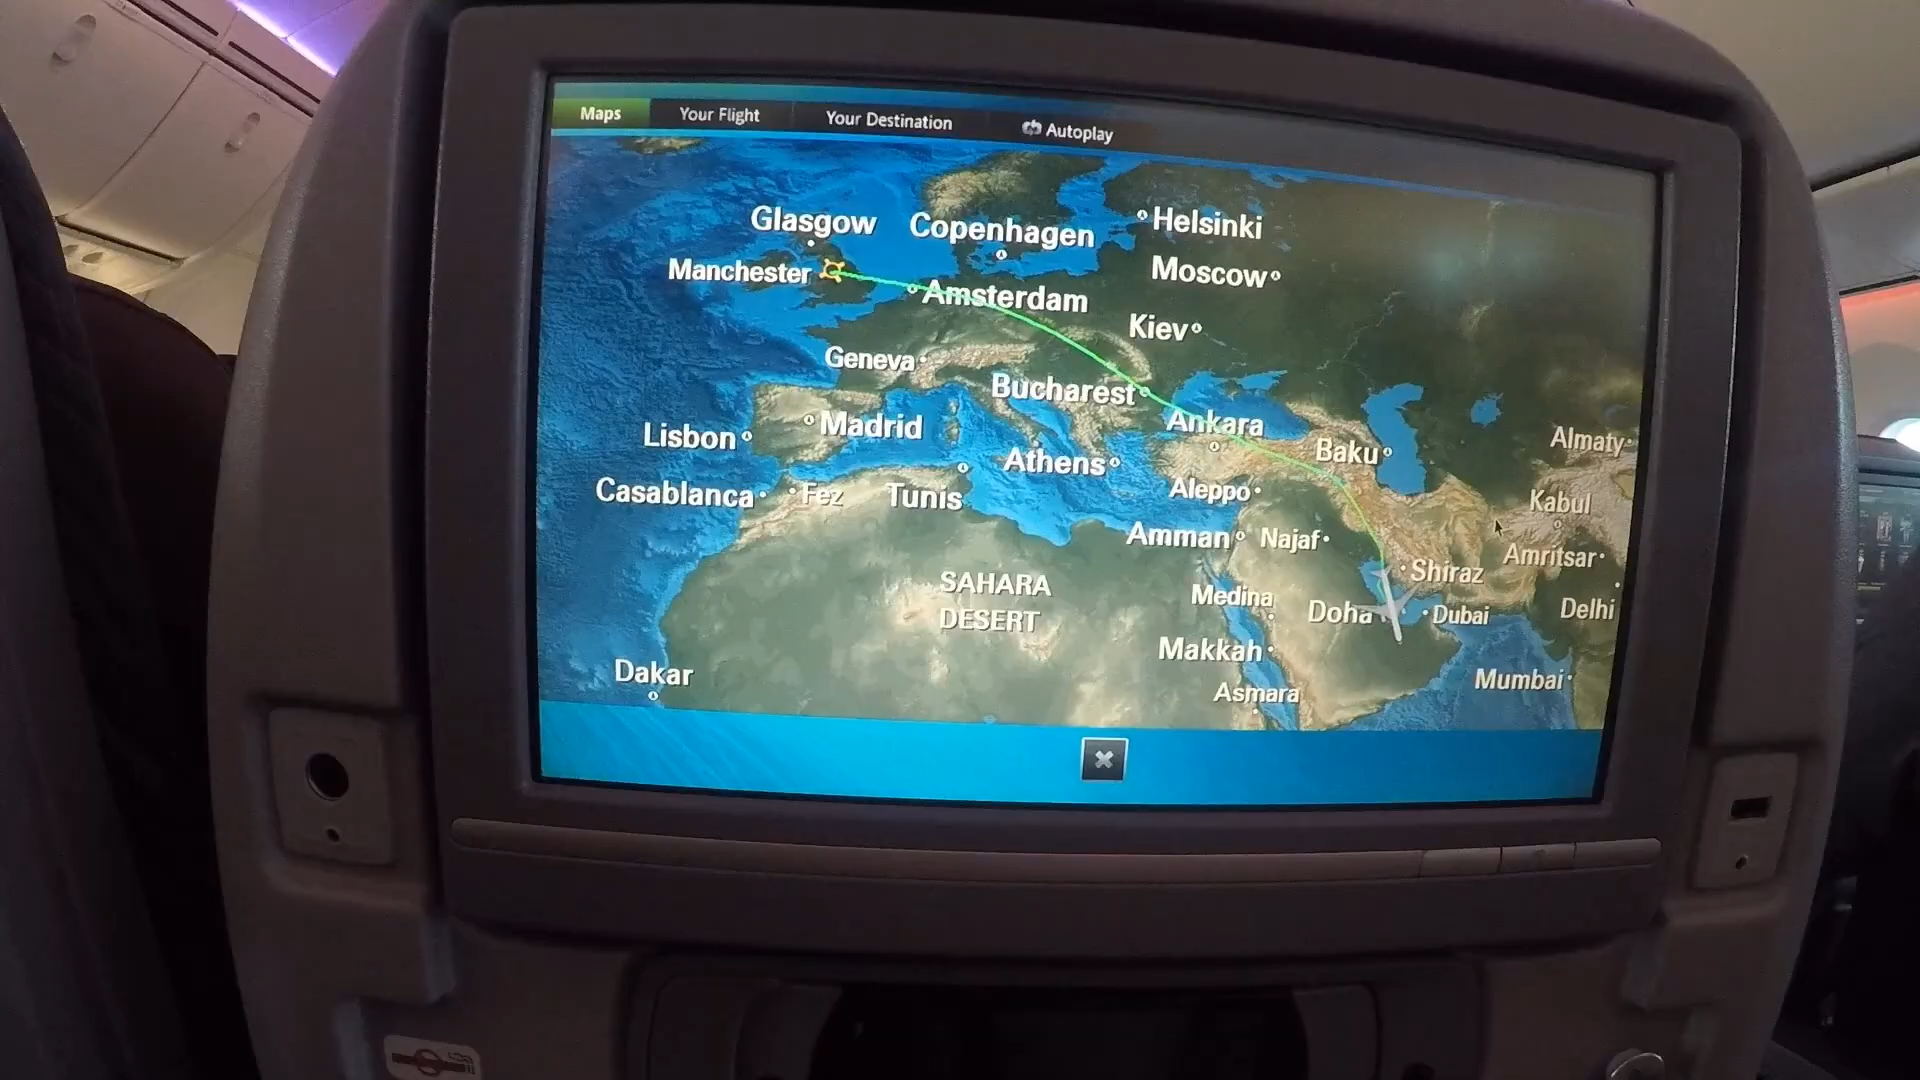 Maps
Your Flight
Your Destination
Autoplay
Glasgow
Copenhagen
Helsinki
Manchester
Amsterdam
Moscow
Kiev
Geneva
Bucharest
Lisbon
Madrid
Ankara
Baku
Almaty
Athens
Casablanca
Fez
Tunis
Aleppo
Kabul
Amman
Najaf
Amritsar
SAHARA
DESERT
Shiraz
Medina
Doha
Dubai
Delhi
Makkah
Dakar
Asmara
Mumbai